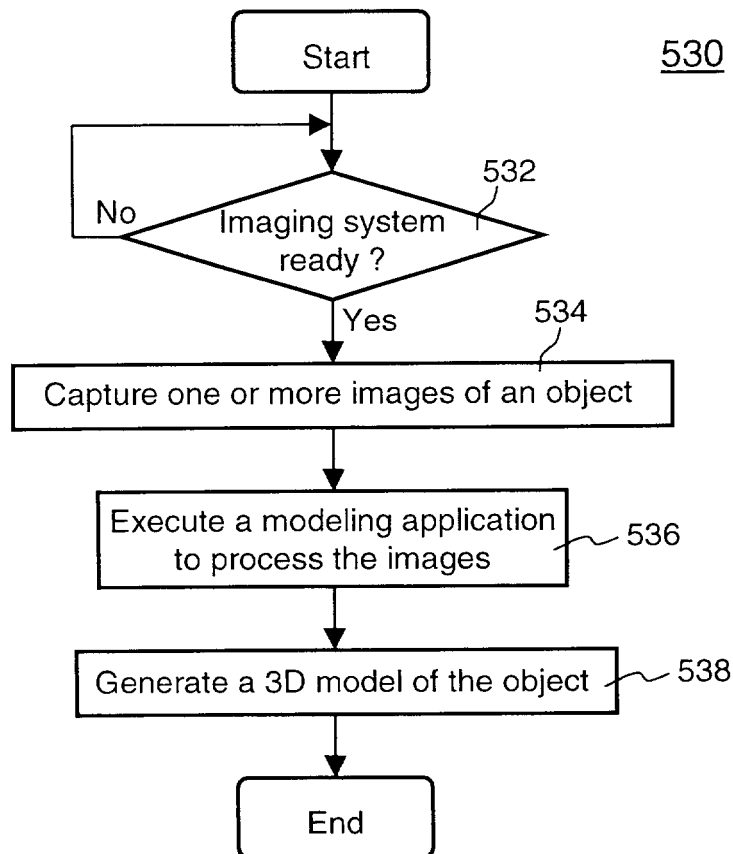 Start
530
532
No
Imaging system
ready ?
Yes
534
Capture one or more images of an object
Execute a modeling application
to process the images
536
Generate a 3D model of the object
538
End